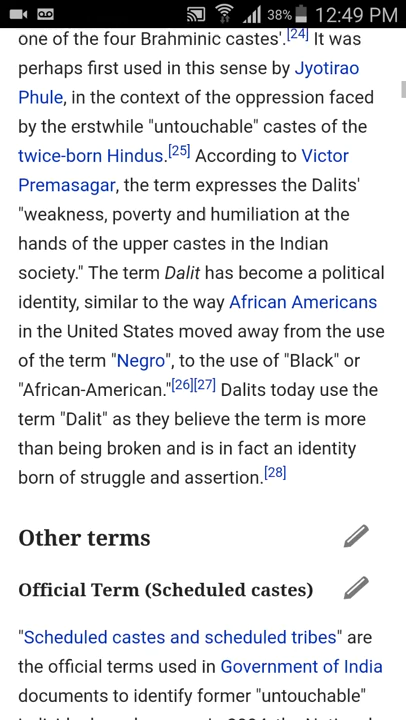 38% 12:49 PM
one of the four Brahminic castes'.[24] It was
perhaps first used in this sense by Jyotirao
Phule, in the context of the oppression faced
by the erstwhile "untouchable" castes of the
twice-born Hindus.[25] According to Victor
Premasagar, the term expresses the Dalits'
"weakness, poverty and humiliation at the
hands of the upper castes in the Indian
society." The term Dalit has become a political
identity, similar to the way African Americans
in the United States moved away from the use
of the term "Negro", to the use of "Black" or
"African-American."[26][27] Dalits today use the
term "Dalit" as they believe the term is more
than being broken and is in fact an identity
born of struggle and assertion.[28]
Other terms
Official Term (Scheduled castes)
"Scheduled castes and scheduled tribes" are
the official terms used in Government of India
documents to identify former "untouchable"